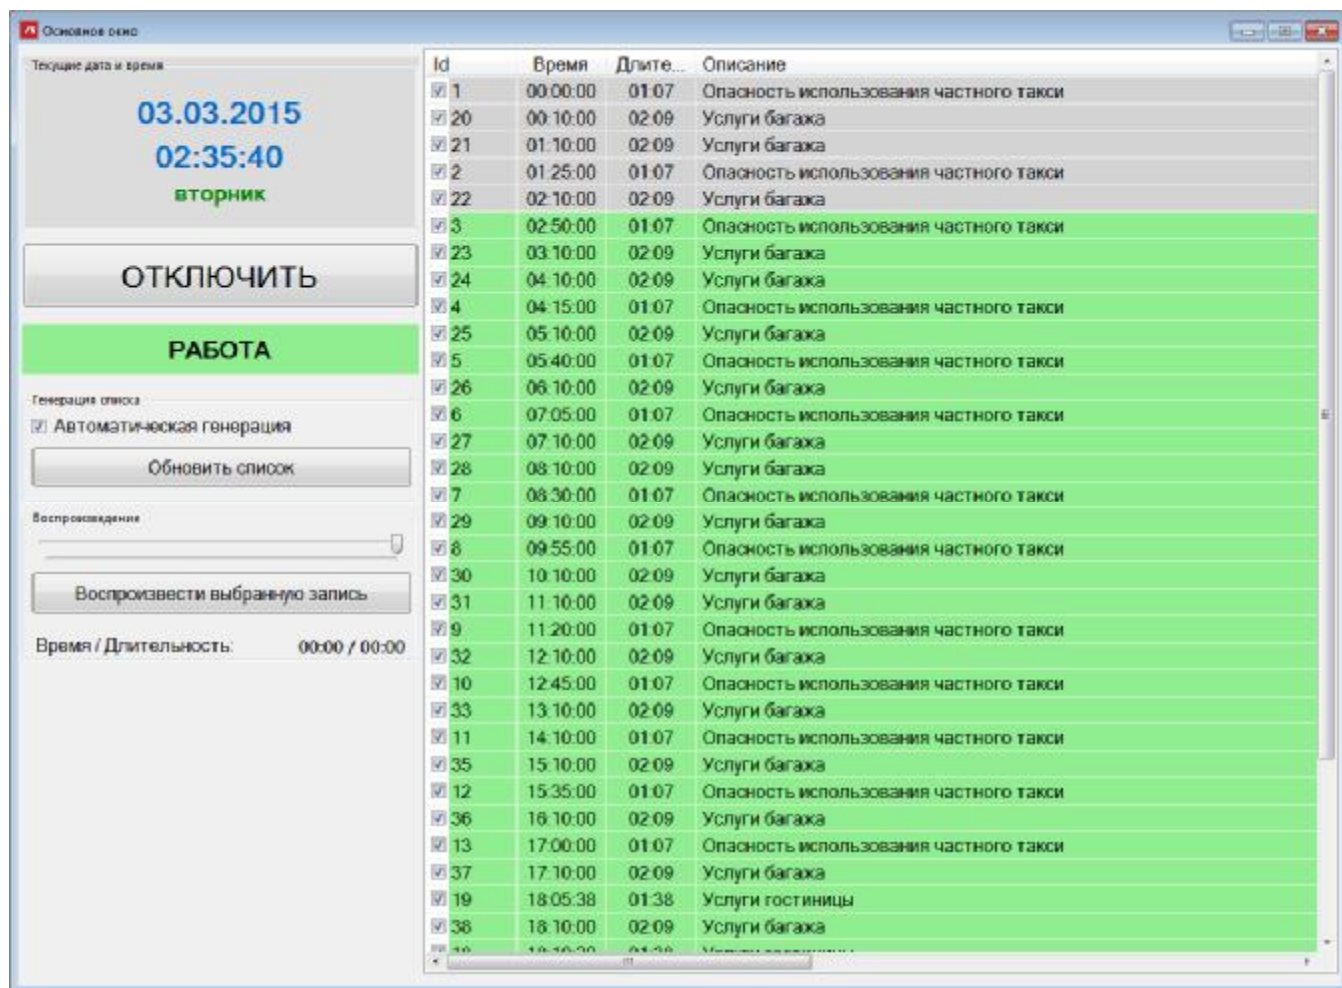 Основное окно
Текущие дата и время
03.03.2015
02:35:40
вторник
ОТКЛЮЧИТЬ
РАБОТА
Генерация списка
Автоматическая генерация
Обновить список
Воспроизведение
Воспроизвести выбранную запись
Время / Длительность: 00:00 / 00:00
Id Время Длите... Описание
1 00:00:00 01:07 Опасность использования частного такси
20 00:10:00 02:09 Услуги багажа
21 01:10:00 02:09 Услуги багажа
2 01:25:00 01:07 Опасность использования частного такси
22 02:10:00 02:09 Услуги багажа
3 02:50:00 01:07 Опасность использования частного такси
23 03:10:00 02:09 Услуги багажа
24 04:10:00 02:09 Услуги багажа
4 04:15:00 01:07 Опасность использования частного такси
25 05:10:00 02:09 Услуги багажа
5 05:40:00 01:07 Опасность использования частного такси
26 06:10:00 02:09 Услуги багажа
6 07:05:00 01:07 Опасность использования частного такси
27 07:10:00 02:09 Услуги багажа
28 08:10:00 02:09 Услуги багажа
7 08:30:00 01:07 Опасность использования частного такси
29 09:10:00 02:09 Услуги багажа
8 09:55:00 01:07 Опасность использования частного такси
30 10:10:00 02:09 Услуги багажа
31 11:10:00 02:09 Услуги багажа
9 11:20:00 01:07 Опасность использования частного такси
32 12:10:00 02:09 Услуги багажа
10 12:45:00 01:07 Опасность использования частного такси
33 13:10:00 02:09 Услуги багажа
11 14:10:00 01:07 Опасность использования частного такси
35 15:10:00 02:09 Услуги багажа
12 15:35:00 01:07 Опасность использования частного такси
36 16:10:00 02:09 Услуги багажа
13 17:00:00 01:07 Опасность использования частного такси
37 17:10:00 02:09 Услуги багажа
19 18:05:38 01:38 Услуги гостиницы
38 18:10:00 02:09 Услуги багажа